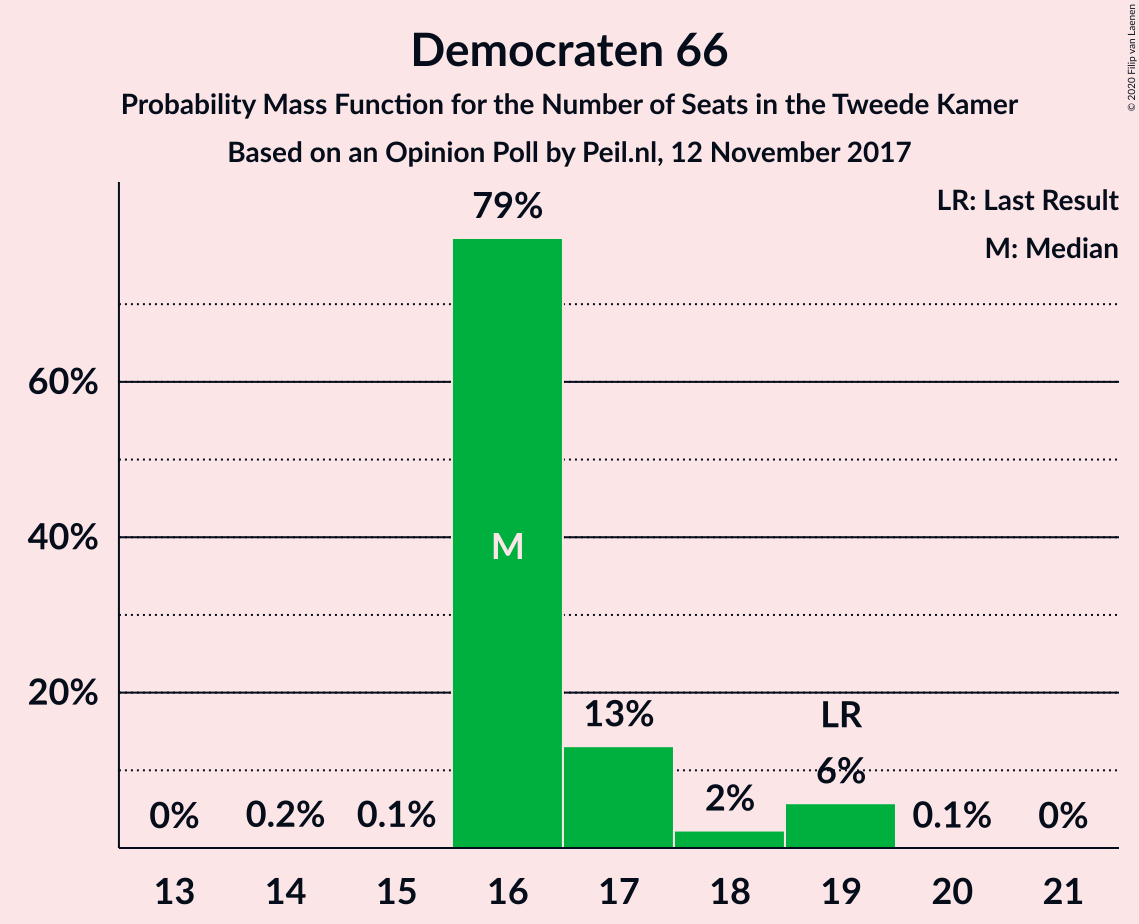 Democraten 66
Probability Mass Function for the Number of Seats in the Tweede Kamer
Based on an Opinion Poll by Peil.nl, 12 November 2017
© 2020 Filip van Laenen
LR: Last Result
M: Median
79%
60%
40%
20%
M
13%
LR
6%
2%
0%
0.2%
0.1%
0.1%
0%
13 14 15 16 17 18 19 20 21